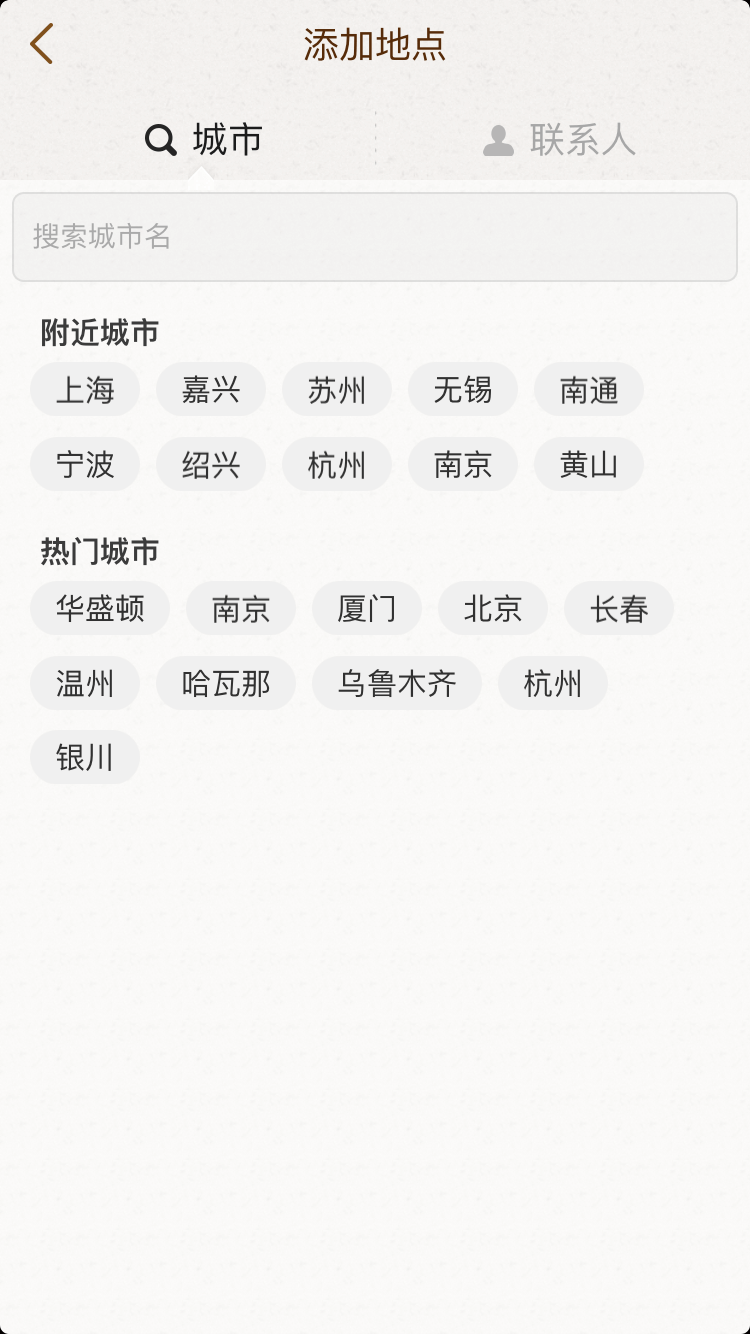 添加地点
城市 联系人
搜索城市名
附近城市
上海 嘉兴 苏州 无锡 南通
宁波 绍兴 杭州 南京 黄山
热门城市
华盛顿 南京 厦门 北京 长春
温州 哈瓦那 乌鲁木齐 杭州
银川